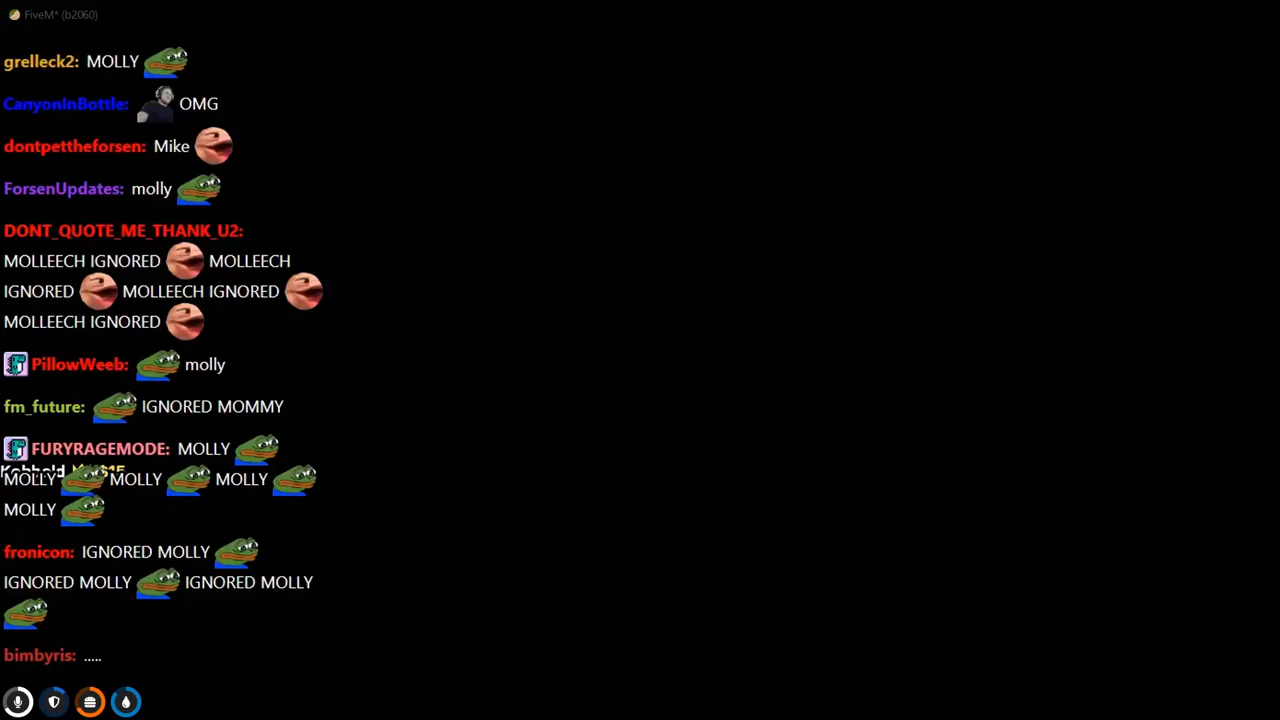 FiveM* (b2060)
grelleck2: MOLLY
CanyonInBottle: OMG
dontpettheforsen: Mike
ForsenUpdates: molly
DONT_QUOTE_ME_THANK_U2:
MOLLEECH IGNORED MOLLEECH
IGNORED MOLLEECH IGNORED
MOLLEECH IGNORED
PillowWeeb: molly
fm_future: IGNORED MOMMY
FURYRAGEMODE: MOLLY
MOLLY MOLLY MOLLY
MOLLY
fronicon: IGNORED MOLLY
IGNORED MOLLY IGNORED MOLLY
bimbyris: .....